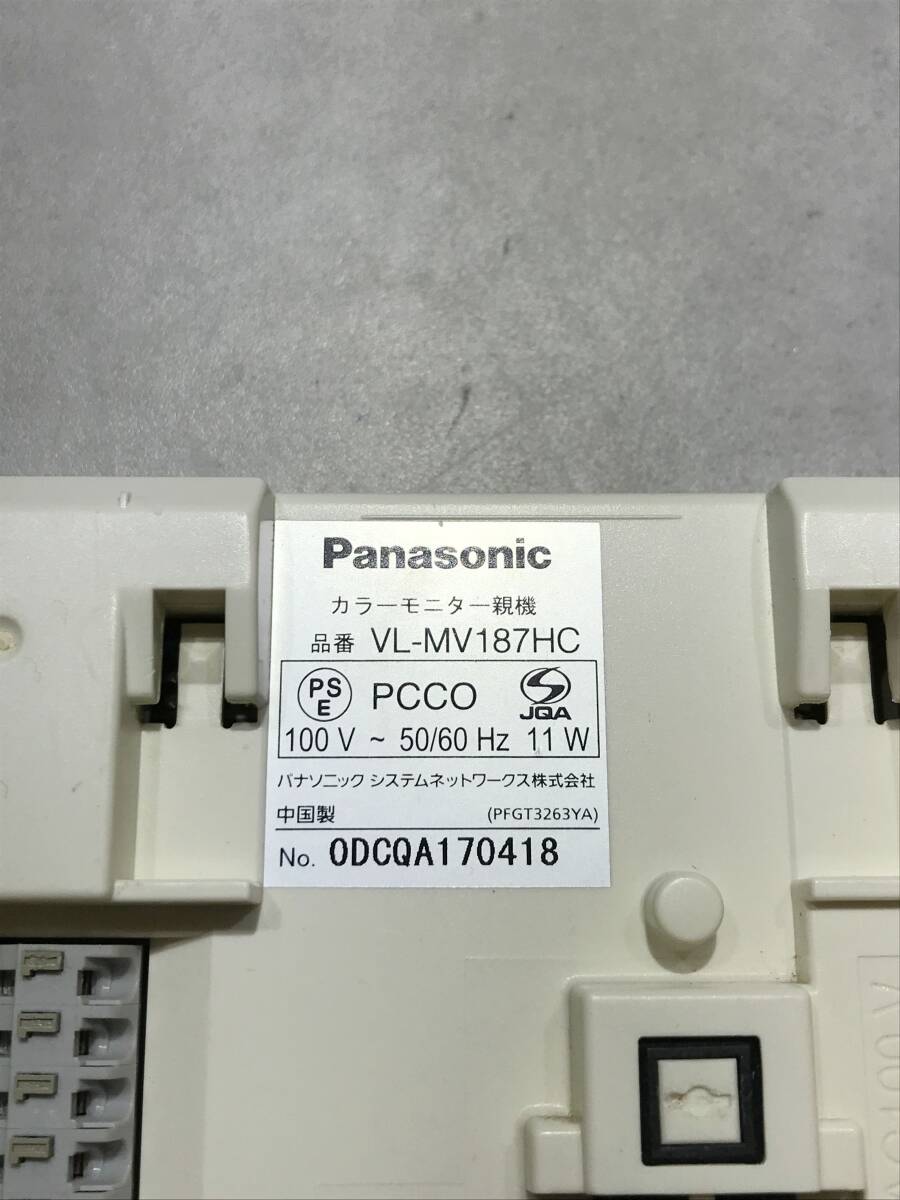 Panasonic
カラーモニター親機
品番 VL-MV187HC
PS E PCCO JQA
100 V ~ 50/60 Hz 11 W
パナソニック システムネットワークス株式会社
中国製 (PFGT3263YA)
No. 0DCQA170418